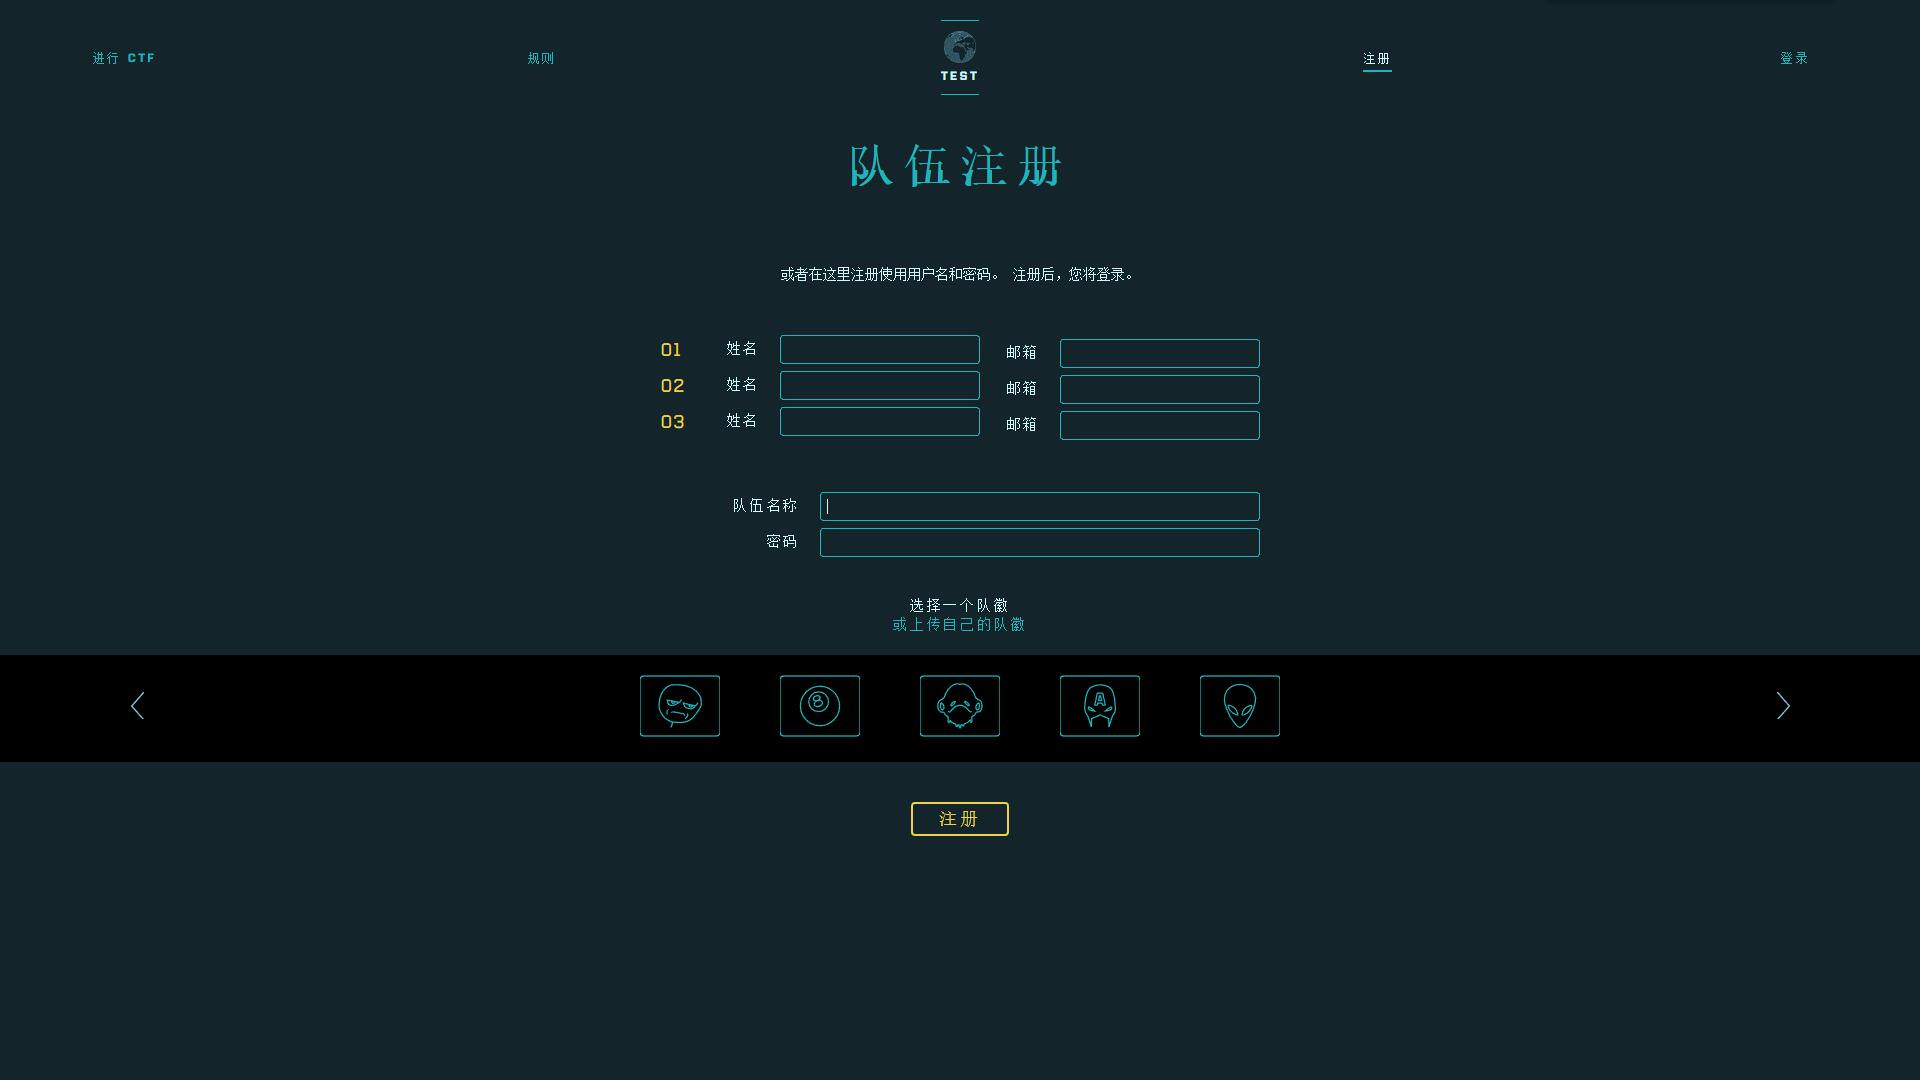 进行 CTF
规则
TEST
注册
登录
队伍注册
或者在这里注册使用用户名和密码。 注册后，您将登录。
01 姓名 邮箱
02 姓名 邮箱
03 姓名 邮箱
队伍名称
密码
选择一个队徽
或上传自己的队徽
8
A
注册